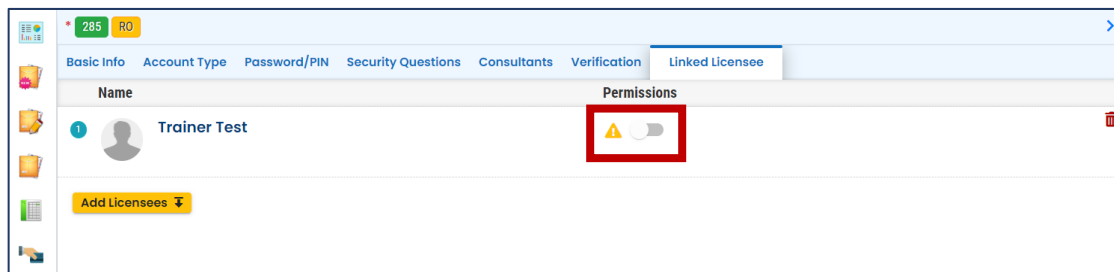 * 285 RO
Basic Info Account Type Password/PIN Security Questions Consultants Verification Linked Licensee
Name Permissions
1 Trainer Test
Add Licensees